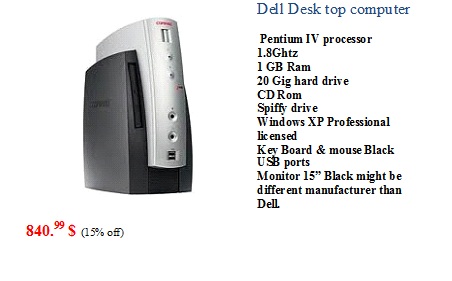 Dell Desk top computer
COMPAQ
Pentium IV processor
1.8Ghtz
1 GB Ram
20 Gig hard drive
CD Rom
Spiffy drive
Windows XP Professional
licensed
Key Board & mouse Black
USB ports
Monitor 15” Black might be
different manufacturer than
Dell.
840.⁹⁹ $ (15% off)